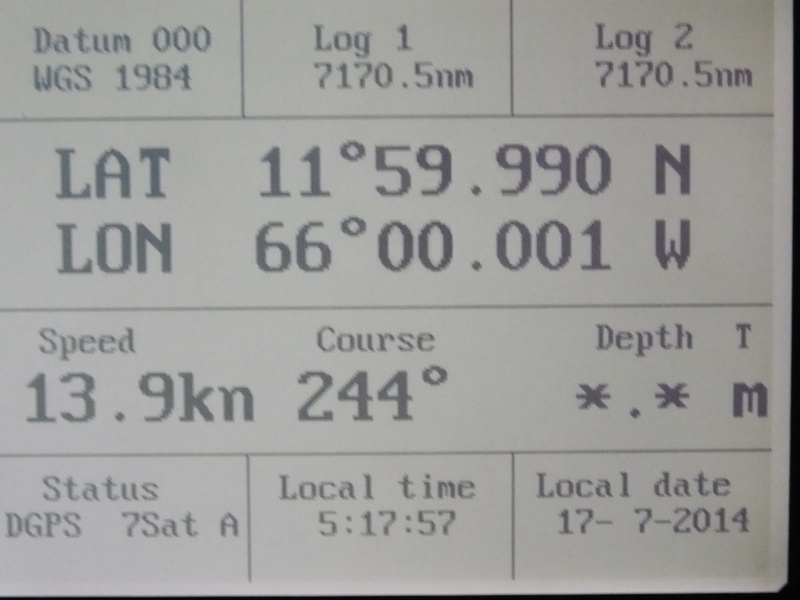 Datum 000
WGS 1984
Log 1
7170.5nm
Log 2
7170.5nm
LAT 11°59.990 N
LON 66°00.001 W
Speed
13.9kn
Course
244°
Depth T
*.* m
Status
DGPS 7Sat A
Local time
5:17:57
Local date
17- 7-2014